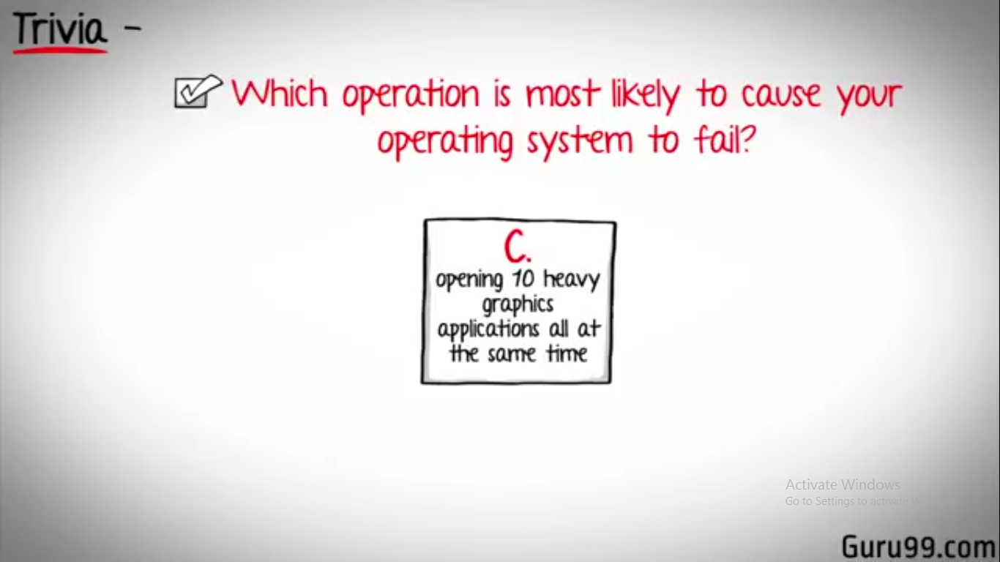 Trivia -
Which operation is most likely to cause your
operating system to fail?
C.
opening 10 heavy
graphics
applications all at
the same time
Activate Windows
Go to Settings to activate Windows.
Guru99.com